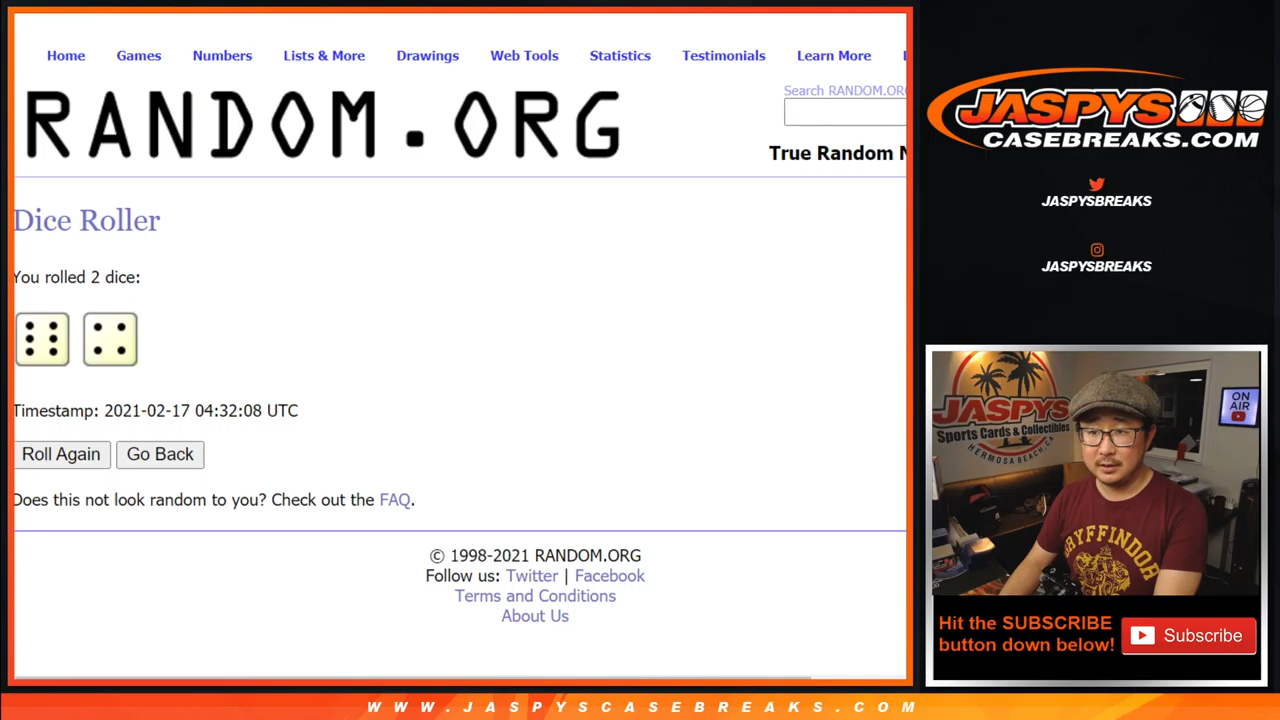 Home Games Numbers Lists & More Drawings Web Tools Statistics Testimonials Learn More
RANDOM.ORG
Search RANDOM.ORG
True Random N
Dice Roller
You rolled 2 dice:
Timestamp: 2021-02-17 04:32:08 UTC
Roll Again Go Back
Does this not look random to you? Check out the FAQ.
© 1998-2021 RANDOM.ORG
Follow us: Twitter | Facebook
Terms and Conditions
About Us
JASPYS
CASEBREAKS.COM
JASPYSBREAKS
JASPYSBREAKS
JASPYS
Sports Cards & Collectibles
HERMOSA BEACH, CA
ON
AIR
GRYFFINDOR
Hit the SUBSCRIBE
button down below!
Subscribe
WWW.JASPYSCASEBREAKS.COM